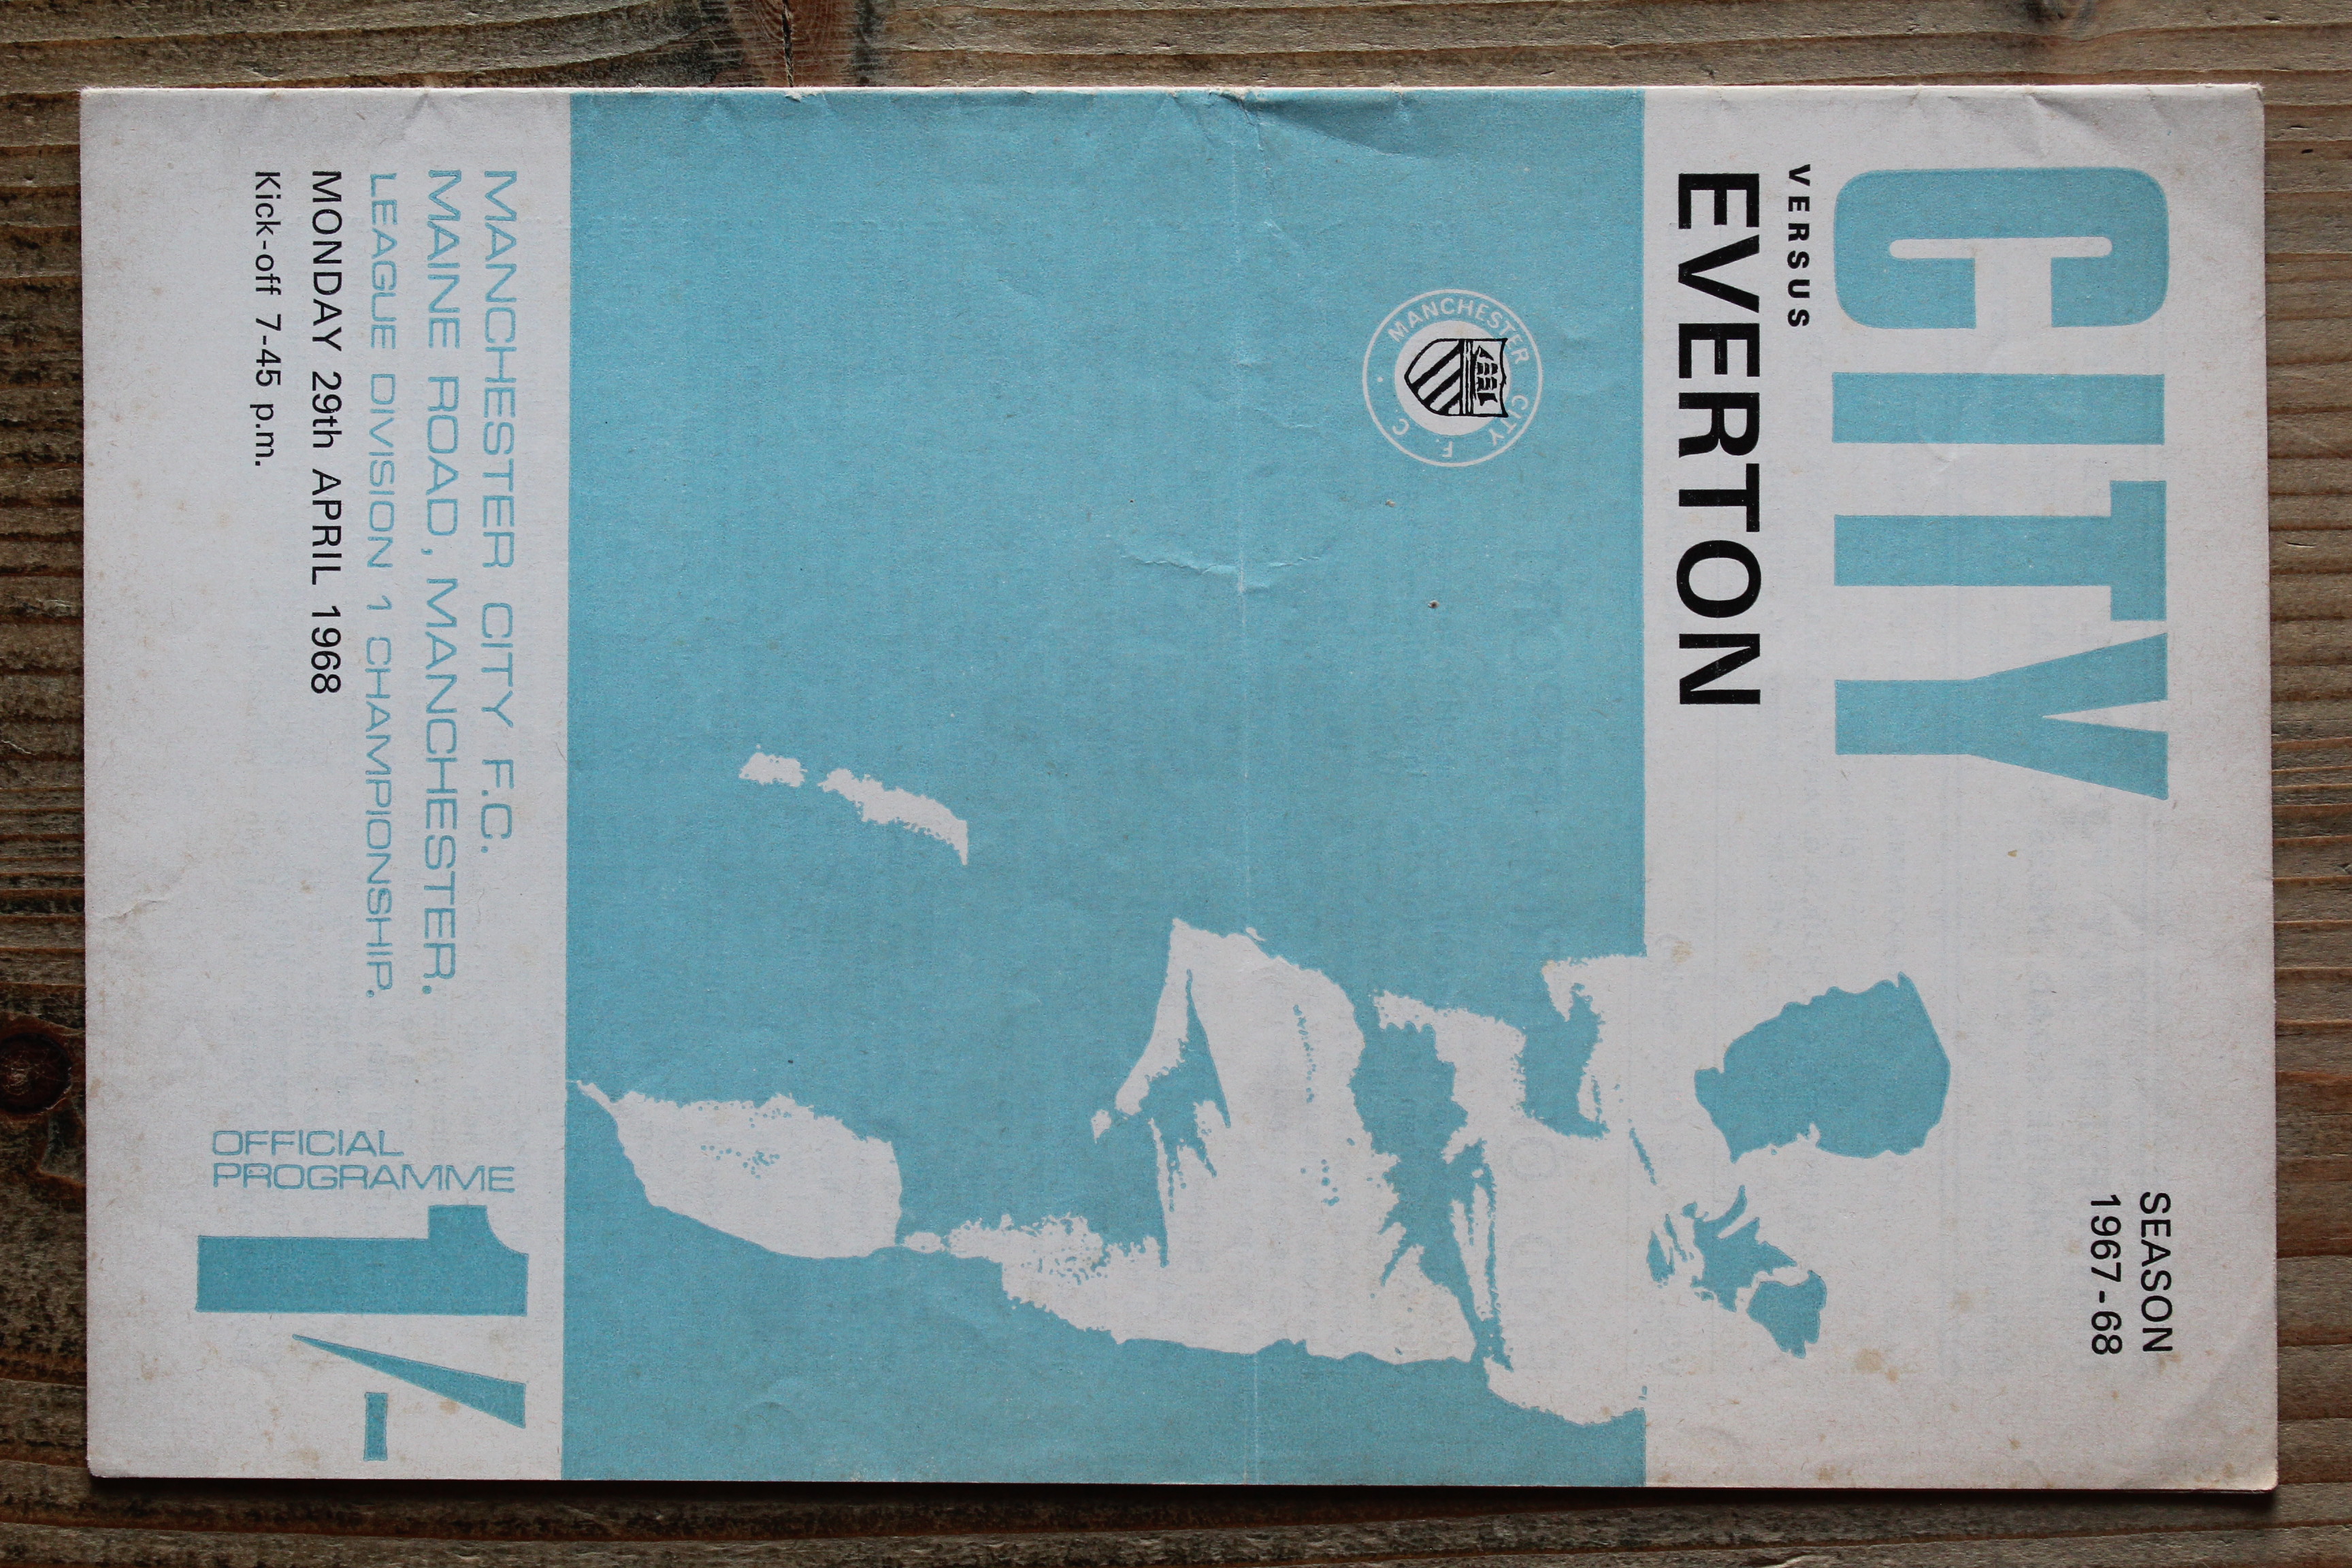 CITY
SEASON
1967-68
VERSUS
EVERTON
MANCHESTER CITY F. C.
MANCHESTER CITY F.C.
MAINE ROAD, MANCHESTER.
LEAGUE DIVISION 1 CHAMPIONSHIP.
MONDAY 29th APRIL 1968
Kick-off 7-45 p.m.
OFFICIAL
PROGRAMME
1/-